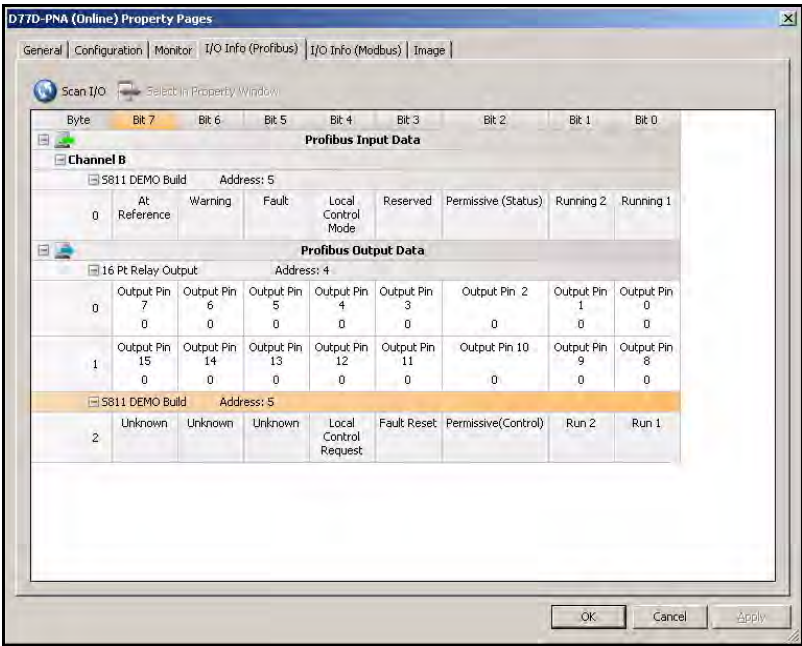 D77D-PNA (Online) Property Pages
General Configuration Monitor I/O Info (Profibus) I/O Info (Modbus) Image
Scan I/O Select in Property Window
Byte Bit 7 Bit 6 Bit 5 Bit 4 Bit 3 Bit 2 Bit 1 Bit 0
Profibus Input Data
Channel B
S811 DEMO Build Address: 5
0 At Reference Warning Fault Local Control Mode Reserved Permissive (Status) Running 2 Running 1
Profibus Output Data
16 Pt Relay Output Address: 4
0 Output Pin 7 Output Pin 6 Output Pin 5 Output Pin 4 Output Pin 3 Output Pin 2 Output Pin 1 Output Pin 0
0 0 0 0 0 0 0 0
1 Output Pin 15 Output Pin 14 Output Pin 13 Output Pin 12 Output Pin 11 Output Pin 10 Output Pin 9 Output Pin 8
0 0 0 0 0 0 0 0
S811 DEMO Build Address: 5
2 Unknown Unknown Unknown Local Control Request Fault Reset Permissive(Control) Run 2 Run 1
OK Cancel Apply